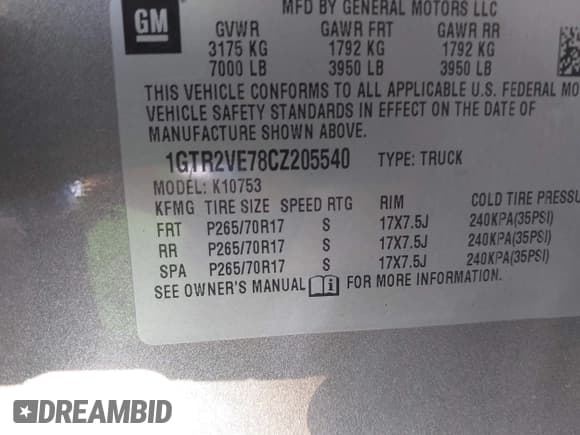 GM
MFD BY GENERAL MOTORS LLC
GVWR GAWR FRT GAWR RR
3175 KG 1792 KG 1792 KG
7000 LB 3950 LB 3950 LB
THIS VEHICLE CONFORMS TO ALL APPLICABLE U.S. FEDERAL MO
VEHICLE SAFETY STANDARDS IN EFFECT ON THE DATE OF
MANUFACTURE SHOWN ABOVE.
1GTR2VE78CZ205540 TYPE: TRUCK
MODEL: K10753
KFMG TIRE SIZE SPEED RTG RIM COLD TIRE PRESSU
FRT P265/70R17 S 17X7.5J 240KPA(35PSI)
RR P265/70R17 S 17X7.5J 240KPA(35PSI)
SPA P265/70R17 S 17X7.5J 240KPA(35PSI)
SEE OWNER'S MANUAL FOR MORE INFORMATION.
DREAMBID